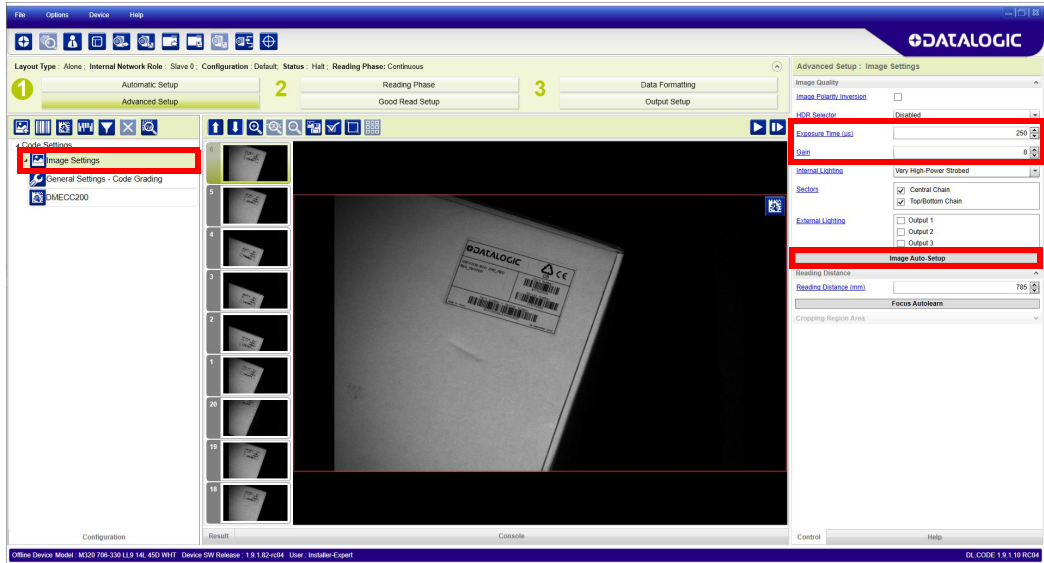 File Options Device Help
DATALOGIC
Layout Type : Alone ; Internal Network Role : Slave 0 ; Configuration : Default; Status : Halt ; Reading Phase: Continuous
1
Automatic Setup
Advanced Setup
2
Reading Phase
Good Read Setup
3
Data Formatting
Output Setup
Code Settings
Image Settings
General Settings - Code Grading
DMECC200
Configuration
6
5
4
3
2
1
20
19
18
DATALOGIC
CE
Result
Console
Advanced Setup : Image Settings
Image Quality
Image Polarity Inversion
HDR Selector Disabled
Exposure Time (us) 250
Gain 8
Internal Lighting Very High-Power Strobed
Sectors Central Chain
Top/Bottom Chain
External Lighting Output 1
Output 2
Output 3
Image Auto-Setup
Reading Distance
Reading Distance (mm) 785
Focus Autolearn
Cropping Region Area
Control Help
Offline Device Model : M320 706-330 LL9 14L 45D WHT Device SW Release : 1.9.1.82-rc04 User : Installer-Expert
DL.CODE 1.9.1.10 RC04